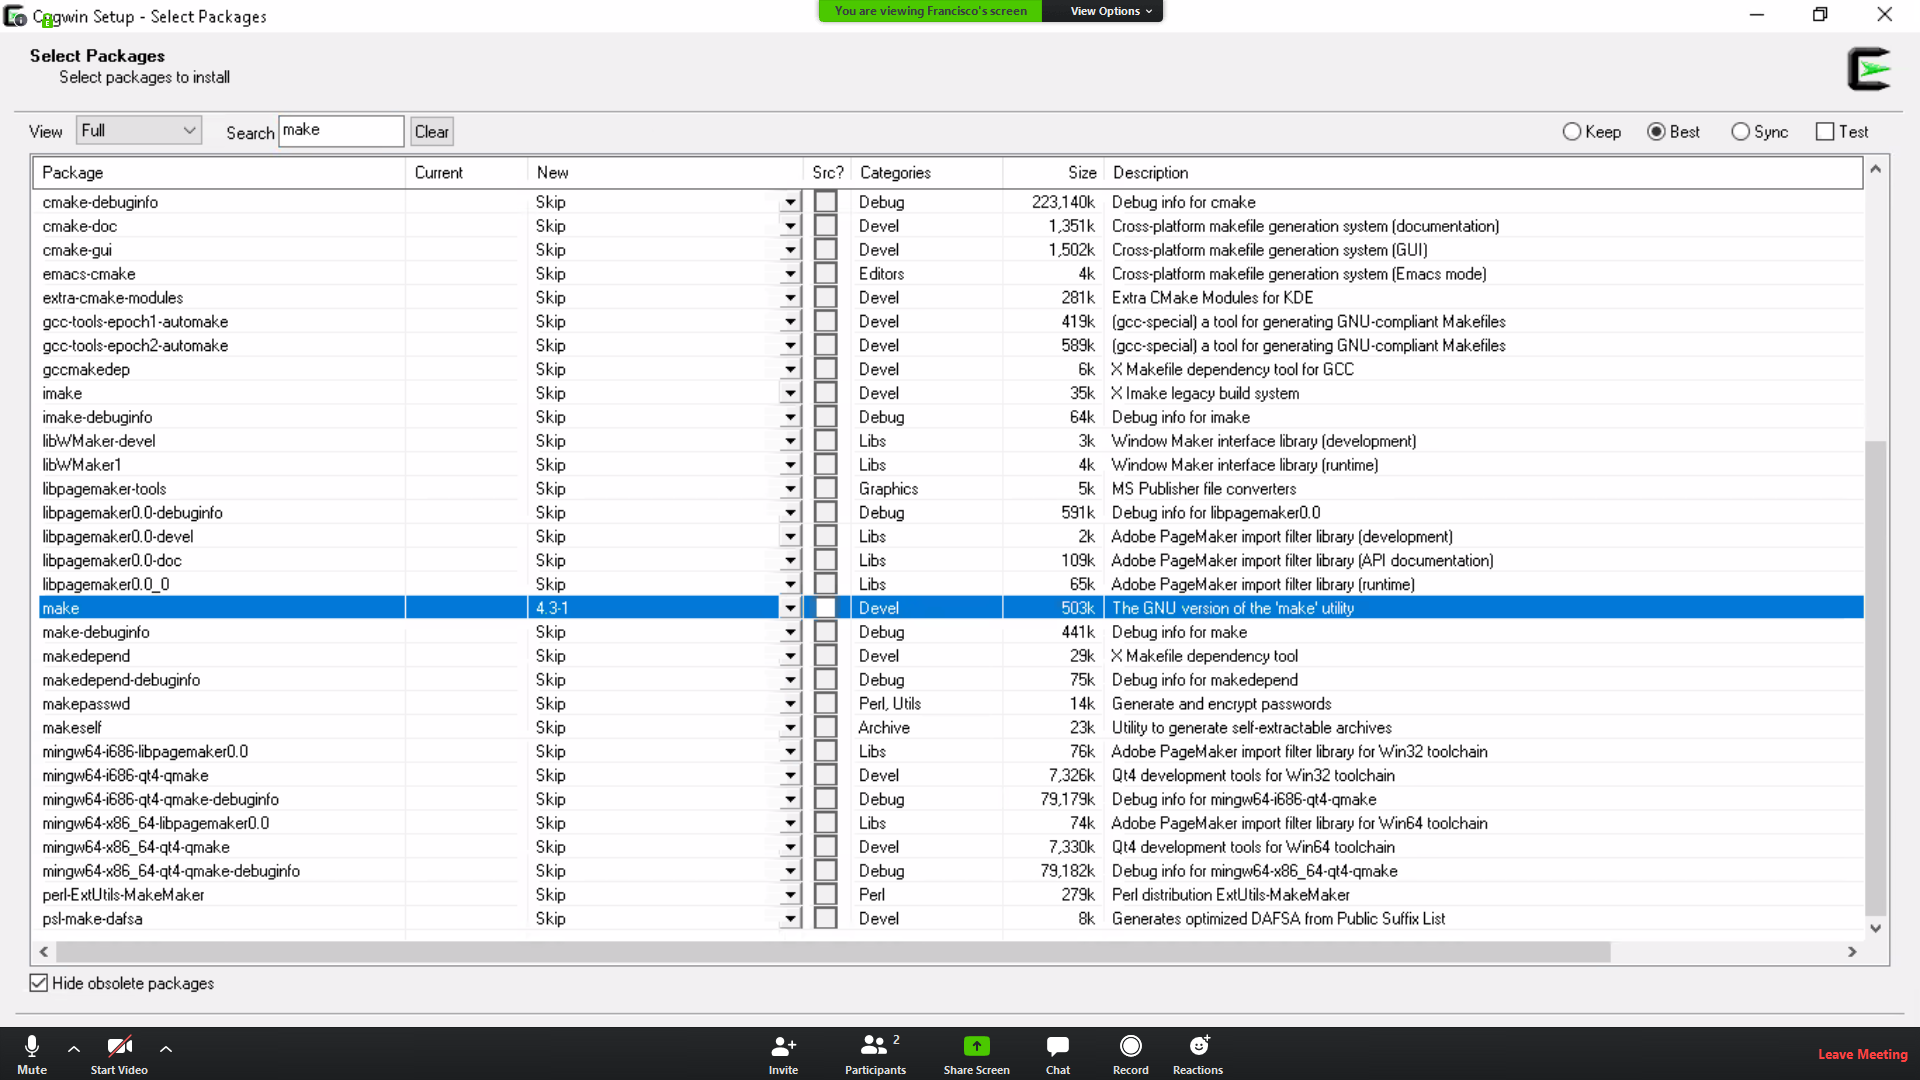 Cygwin Setup - Select Packages
You are viewing Francisco's screen View Options
Select Packages
Select packages to install
View Full Search make Clear Keep Best Sync Test
Package Current New Src? Categories Size Description
cmake-debuginfo Skip Debug 223,140k Debug info for cmake
cmake-doc Skip Devel 1,351k Cross-platform makefile generation system (documentation)
cmake-gui Skip Devel 1,502k Cross-platform makefile generation system (GUI)
emacs-cmake Skip Editors 4k Cross-platform makefile generation system (Emacs mode)
extra-cmake-modules Skip Devel 281k Extra CMake Modules for KDE
gcc-tools-epoch1-automake Skip Devel 419k (gcc-special) a tool for generating GNU-compliant Makefiles
gcc-tools-epoch2-automake Skip Devel 589k (gcc-special) a tool for generating GNU-compliant Makefiles
gccmakedep Skip Devel 6k X Makefile dependency tool for GCC
imake Skip Devel 35k X Imake legacy build system
imake-debuginfo Skip Debug 64k Debug info for imake
libWMaker-devel Skip Libs 3k Window Maker interface library (development)
libWMaker1 Skip Libs 4k Window Maker interface library (runtime)
libpagemaker-tools Skip Graphics 5k MS Publisher file converters
libpagemaker0.0-debuginfo Skip Debug 591k Debug info for libpagemaker0.0
libpagemaker0.0-devel Skip Libs 2k Adobe PageMaker import filter library (development)
libpagemaker0.0-doc Skip Libs 109k Adobe PageMaker import filter library (API documentation)
libpagemaker0.0_0 Skip Libs 65k Adobe PageMaker import filter library (runtime)
make 4.3-1 Devel 503k The GNU version of the 'make' utility
make-debuginfo Skip Debug 441k Debug info for make
makedepend Skip Devel 29k X Makefile dependency tool
makedepend-debuginfo Skip Debug 75k Debug info for makedepend
makepasswd Skip Perl, Utils 14k Generate and encrypt passwords
makeself Skip Archive 23k Utility to generate self-extractable archives
mingw64-i686-libpagemaker0.0 Skip Libs 76k Adobe PageMaker import filter library for Win32 toolchain
mingw64-i686-qt4-qmake Skip Devel 7,326k Qt4 development tools for Win32 toolchain
mingw64-i686-qt4-qmake-debuginfo Skip Debug 79,179k Debug info for mingw64-i686-qt4-qmake
mingw64-x86_64-libpagemaker0.0 Skip Libs 74k Adobe PageMaker import filter library for Win64 toolchain
mingw64-x86_64-qt4-qmake Skip Devel 7,330k Qt4 development tools for Win64 toolchain
mingw64-x86_64-qt4-qmake-debuginfo Skip Debug 79,182k Debug info for mingw64-x86_64-qt4-qmake
perl-ExtUtils-MakeMaker Skip Perl 279k Perl distribution ExtUtils-MakeMaker
psl-make-dafsa Skip Devel 8k Generates optimized DAFSA from Public Suffix List
Hide obsolete packages
2
Mute Start Video Invite Participants Share Screen Chat Record Reactions Leave Meeting